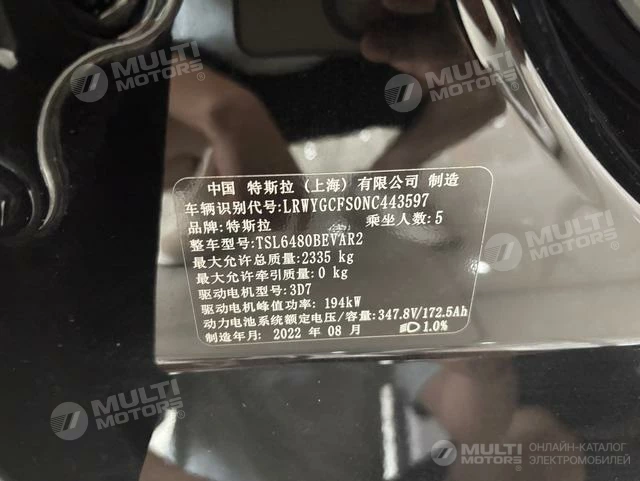 MULTI MOTORS®
MULTI MOTORS®
中国 特斯拉 (上海) 有限公司 制造
车辆识别代号:LRWYGCFS0NC443597
品牌:特斯拉 乘坐人数:5
整车型号:TSL6480BEVAR2
最大允许总质量:2335 kg
最大允许牵引质量:0 kg
驱动电机型号:3D7
驱动电机峰值功率: 194kW
动力电池系统额定电压/容量:347.8V/172.5Ah
制造年月: 2022 年 08 月 1.0%
MULTI MOTORS®
MULTI MOTORS®
MULTI MOTORS®
MULTI MOTORS® ОНЛАЙН-КАТАЛОГ ЭЛЕКТРОМОБИЛЕЙ